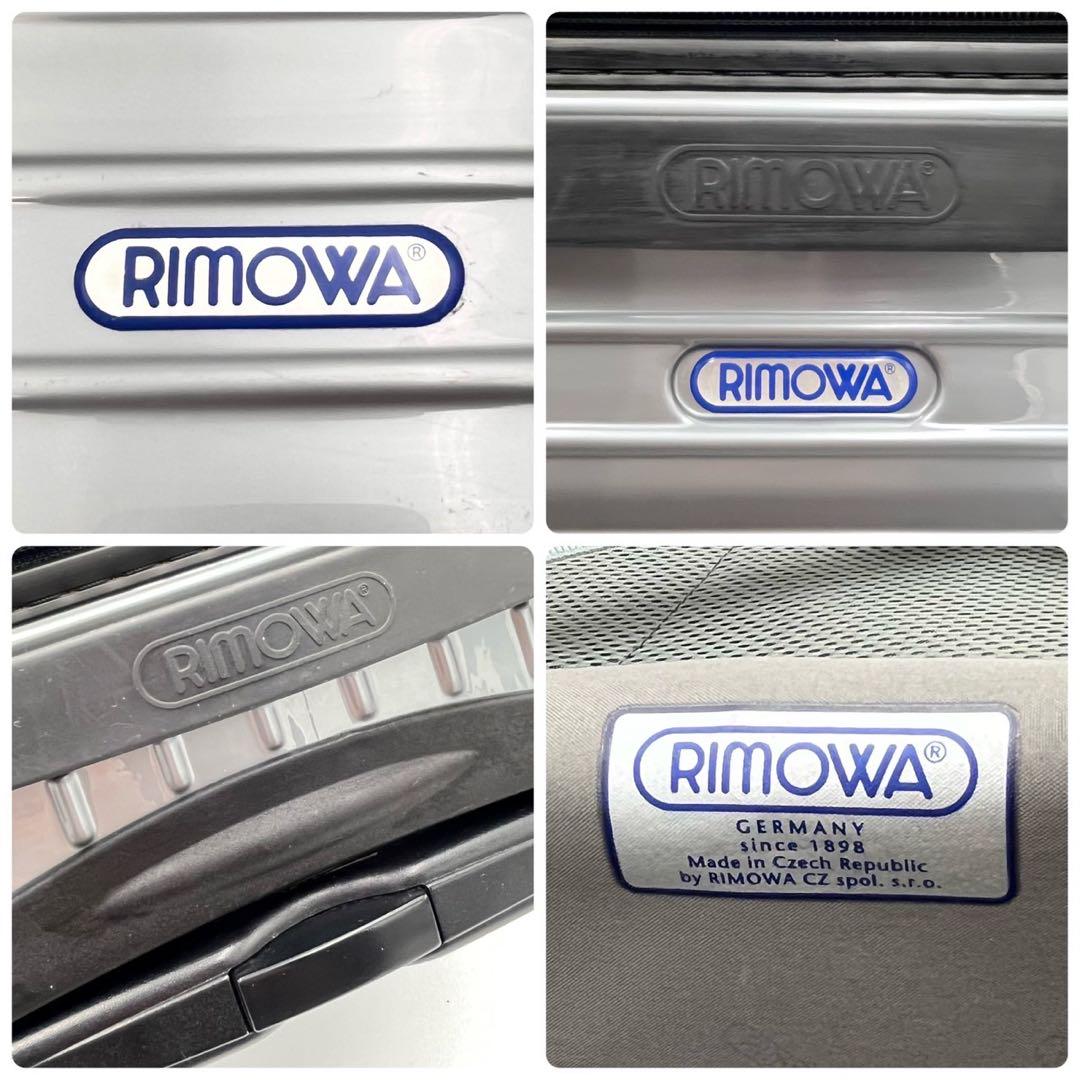 RIMOWA®
RIMOWA®
RIMOWA®
RIMOWA®
RIMOWA®
GERMANY
since 1898
Made in Czech Republic
by RIMOWA CZ spol. s.r.o.